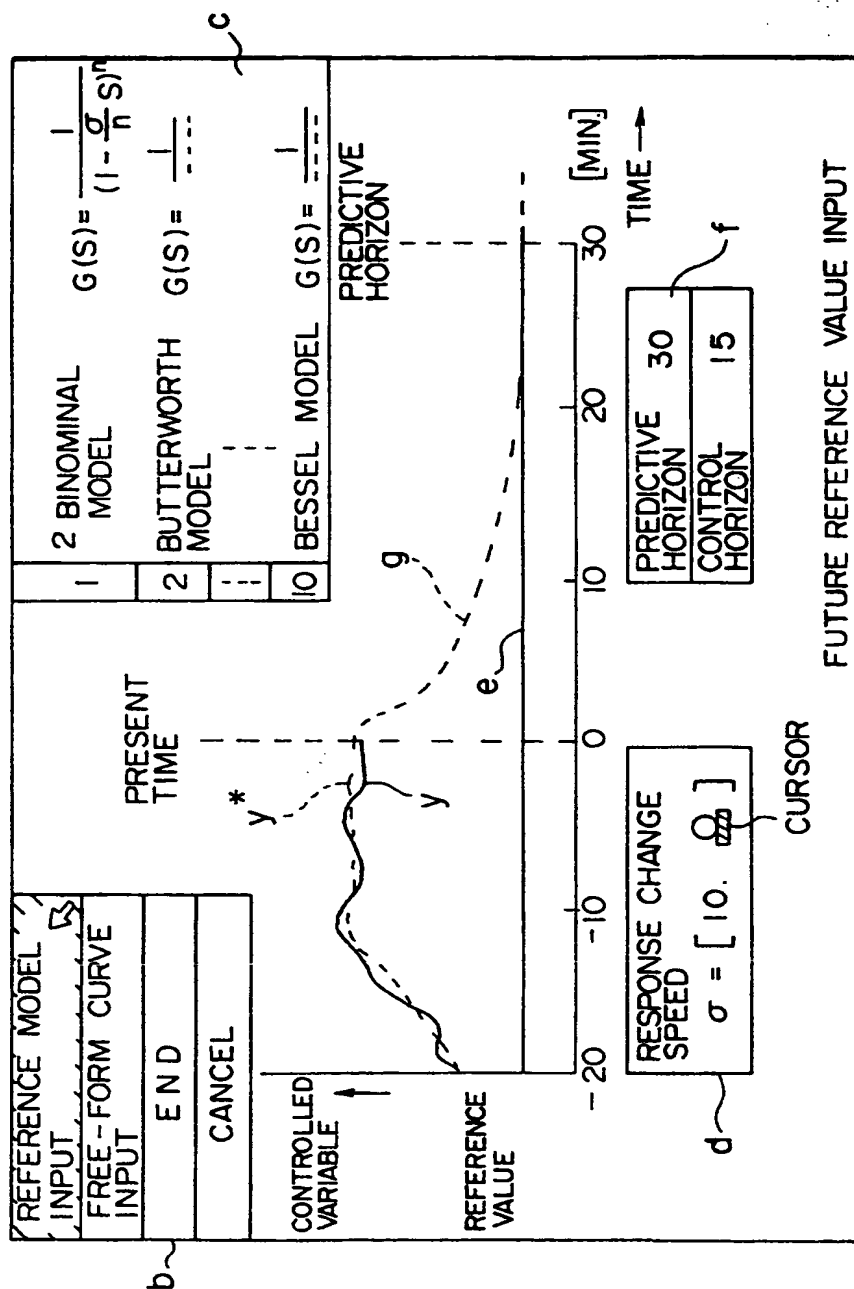 b
REFERENCE MODEL
INPUT
FREE-FORM CURVE
INPUT
END
CANCEL
PRESENT
TIME
1
2 BINOMINAL
MODEL
G(S)= 1 / (1 - σ/n S)^n
2
BUTTERWORTH
MODEL
G(S)= 1
10
BESSEL MODEL
G(S)= 1
c
PREDICTIVE
HORIZON
CONTROLLED
VARIABLE
REFERENCE
VALUE
y*
y
g
e
-20
-10
0
10
20
30
[MIN.]
TIME
d
RESPONSE CHANGE
SPEED
σ = [ 10. 0 ]
CURSOR
PREDICTIVE
HORIZON
30
CONTROL
HORIZON
15
f
FUTURE REFERENCE VALUE INPUT